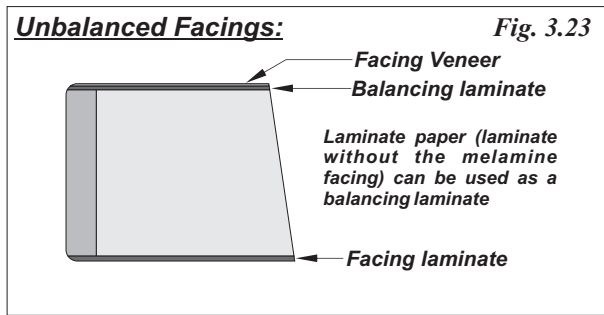 Unbalanced Facings:
Fig. 3.23
Facing Veneer
Balancing laminate
Laminate paper (laminate
without the melamine
facing) can be used as a
balancing laminate
Facing laminate